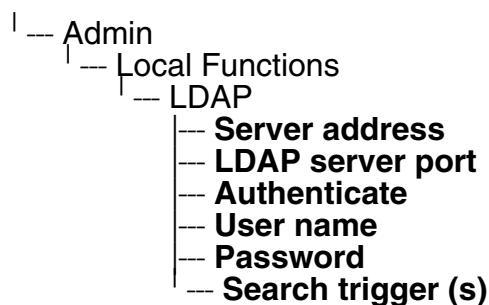 --- Admin
--- Local Functions
--- LDAP
--- Server address
--- LDAP server port
--- Authenticate
--- User name
--- Password
--- Search trigger (s)